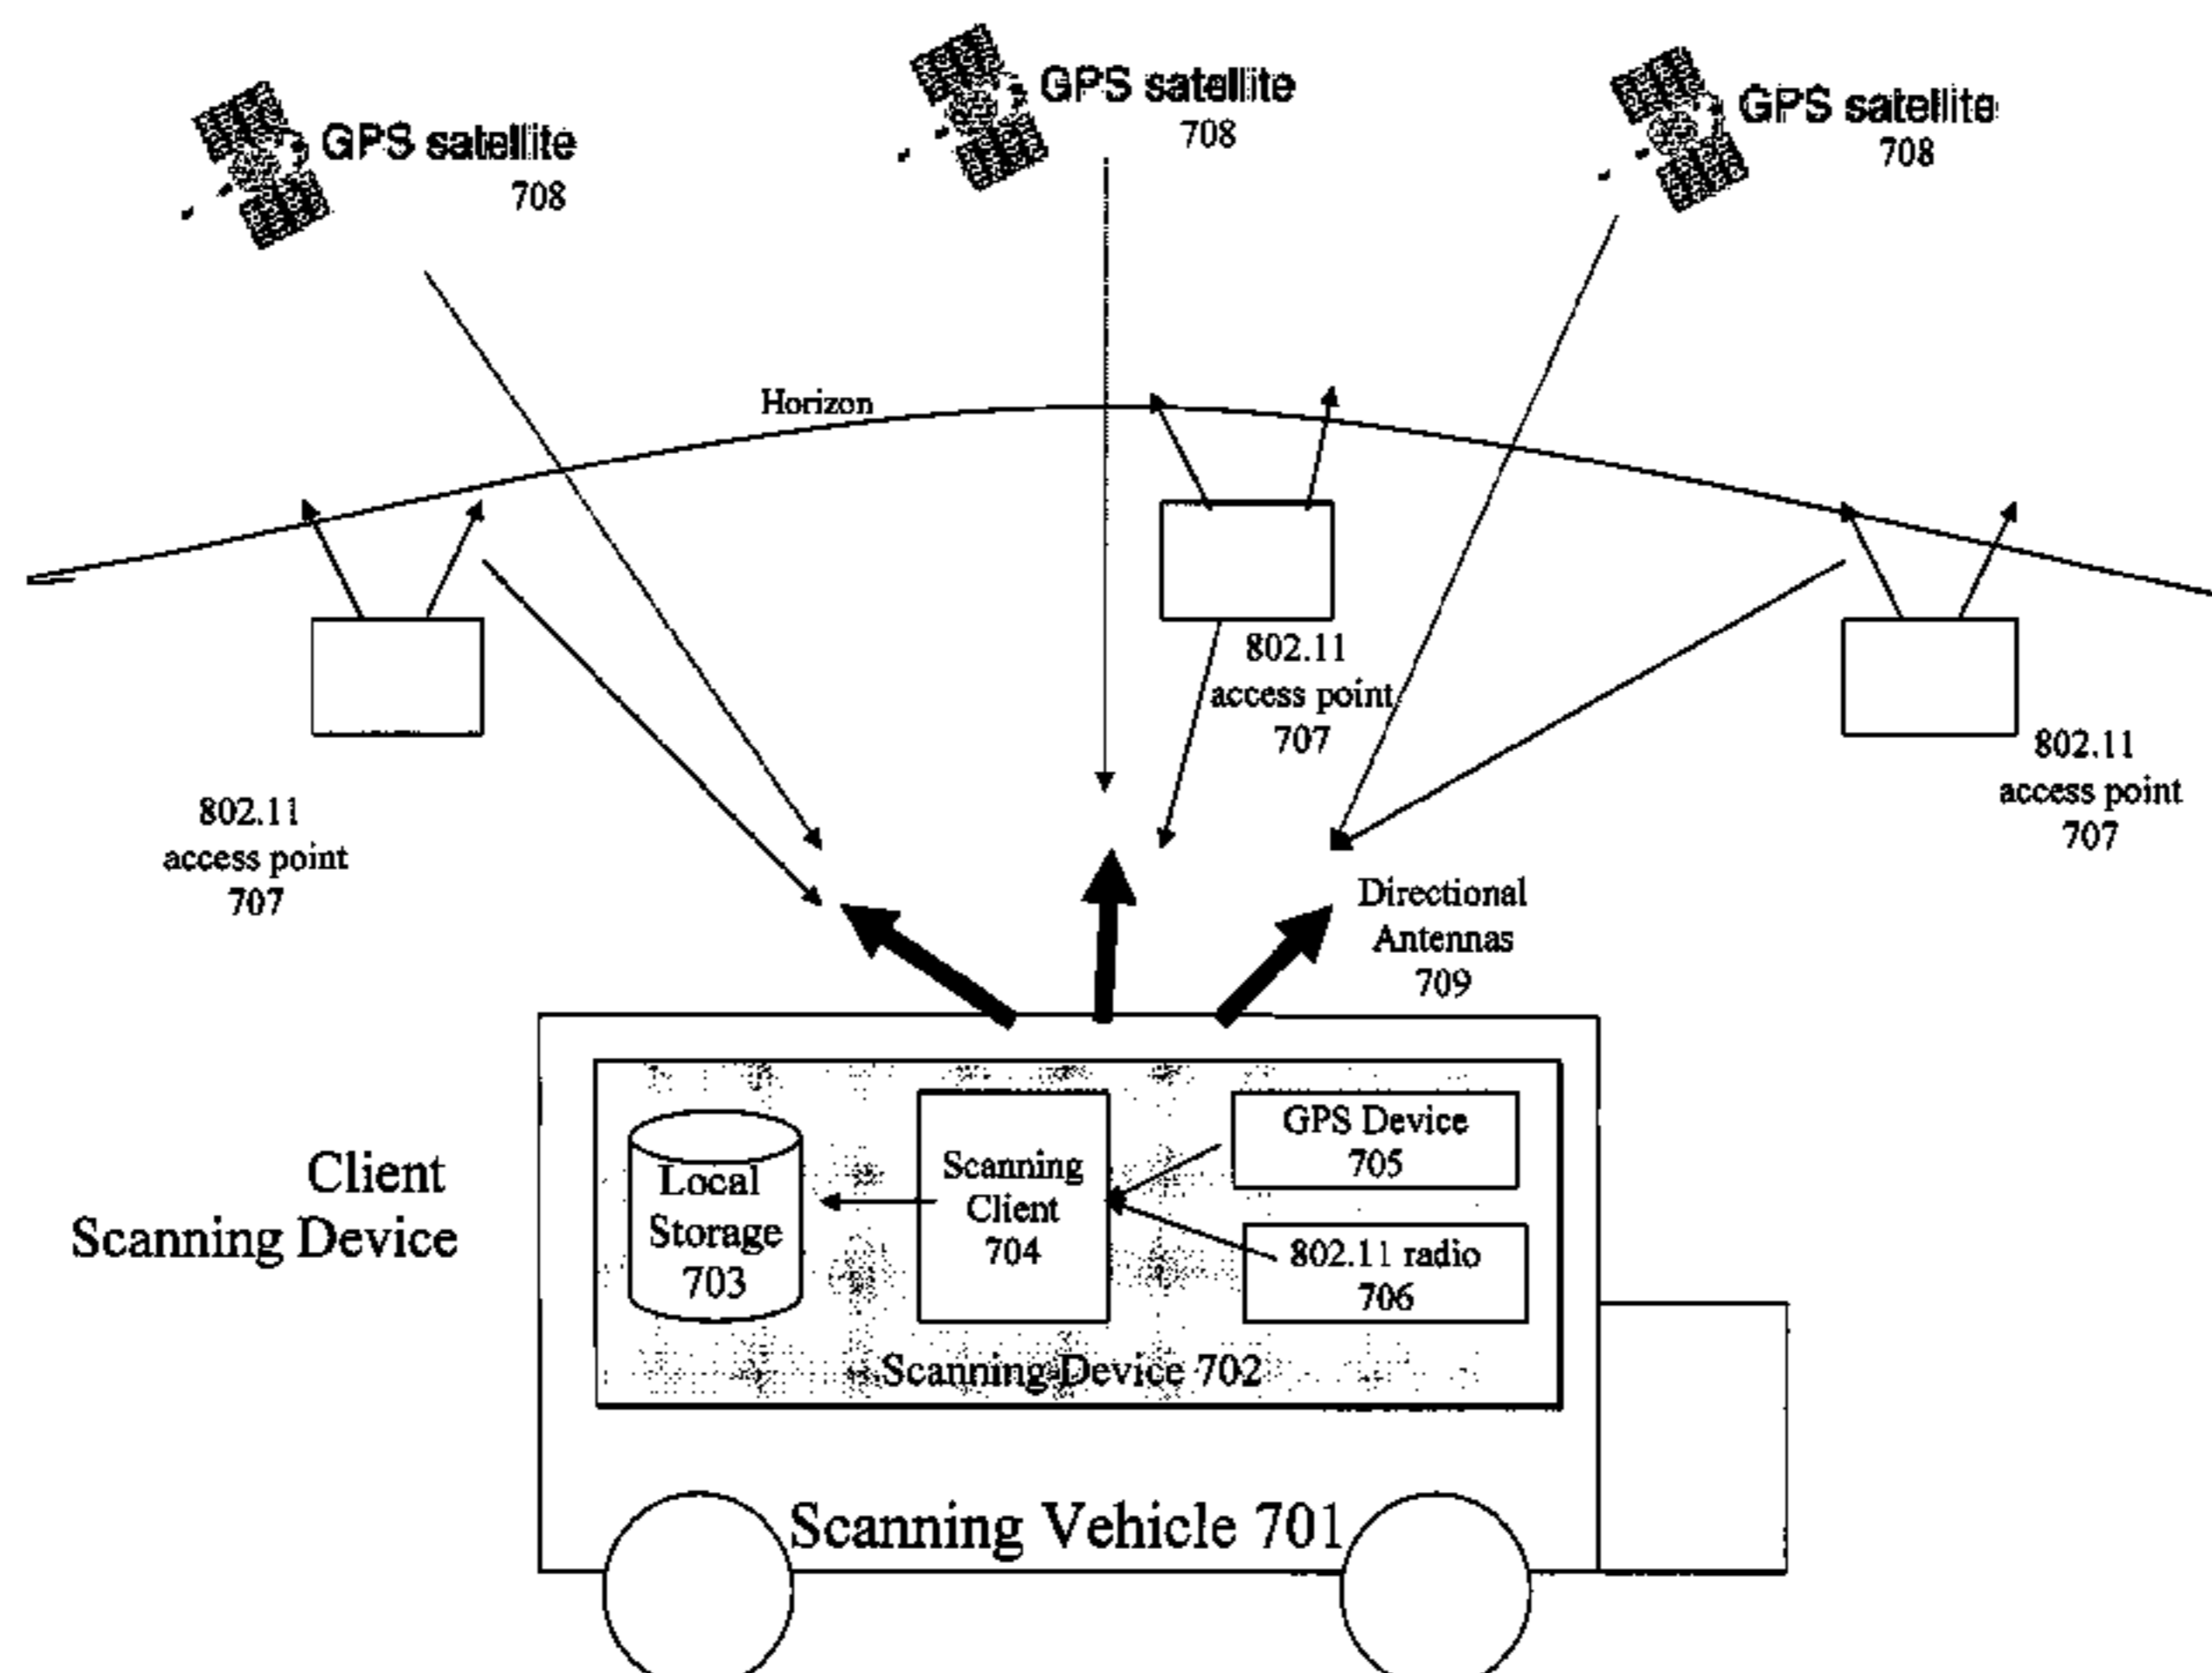 GPS satellite
708
GPS satellite
708
GPS satellite
708
Horizon
802.11
access point
707
802.11
access point
707
802.11
access point
707
Directional
Antennas
709
Client
Scanning Device
Local
Storage
703
Scanning
Client
704
GPS Device
705
802.11 radio
706
Scanning Device 702
Scanning Vehicle 701